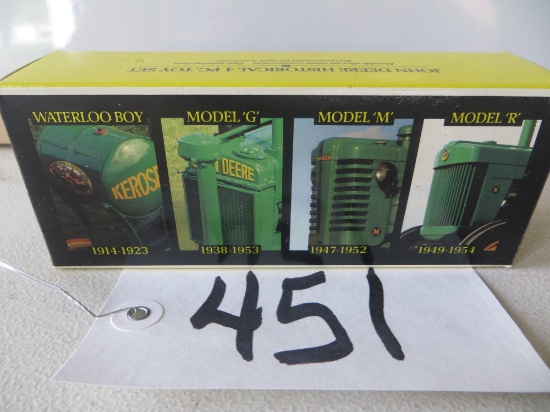 JOHN DEERE HISTORICAL 4 PC. TOY SET
WATERLOO BOY
MODEL 'G'
MODEL 'M'
MODEL 'R'
KEROSE
DEERE
M
R
1914-1923
1938-1953
1947-1952
1949-1954
451